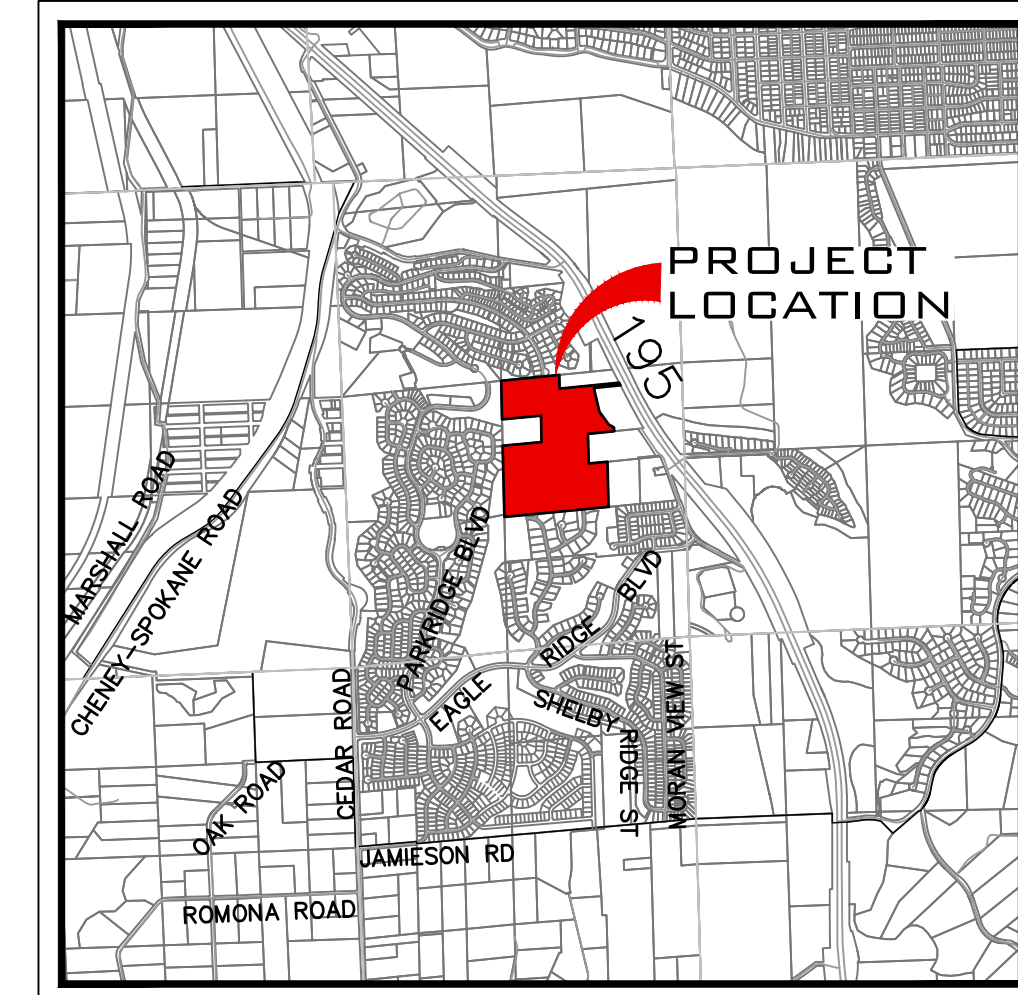 PROJECT
LOCATION
195
MARSHALL ROAD
CHENEY-SPOKANE ROAD
PARKRIDGE BLVD
EAGLE RIDGE BLVD
SHELBY RIDGE ST
MORAN VIEW ST
CEDAR ROAD
OAK ROAD
JAMIESON RD
ROMONA ROAD